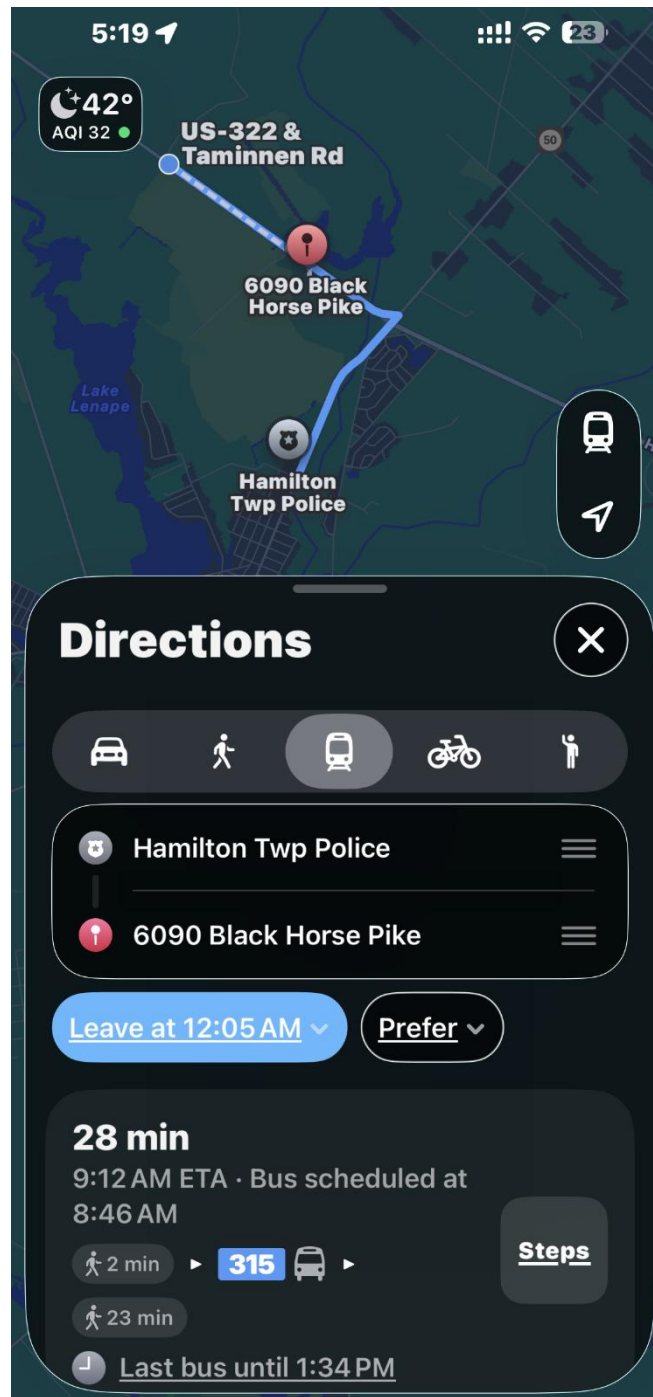 5:19
23
42°
AQI 32
US-322 &
Taminnen Rd
50
6090 Black
Horse Pike
Lake
Lenape
Hamilton
Twp Police
Directions
Hamilton Twp Police
6090 Black Horse Pike
Leave at 12:05 AM
Prefer
28 min
9:12 AM ETA · Bus scheduled at
8:46 AM
2 min ▸ 315 ▸
23 min
Steps
Last bus until 1:34 PM